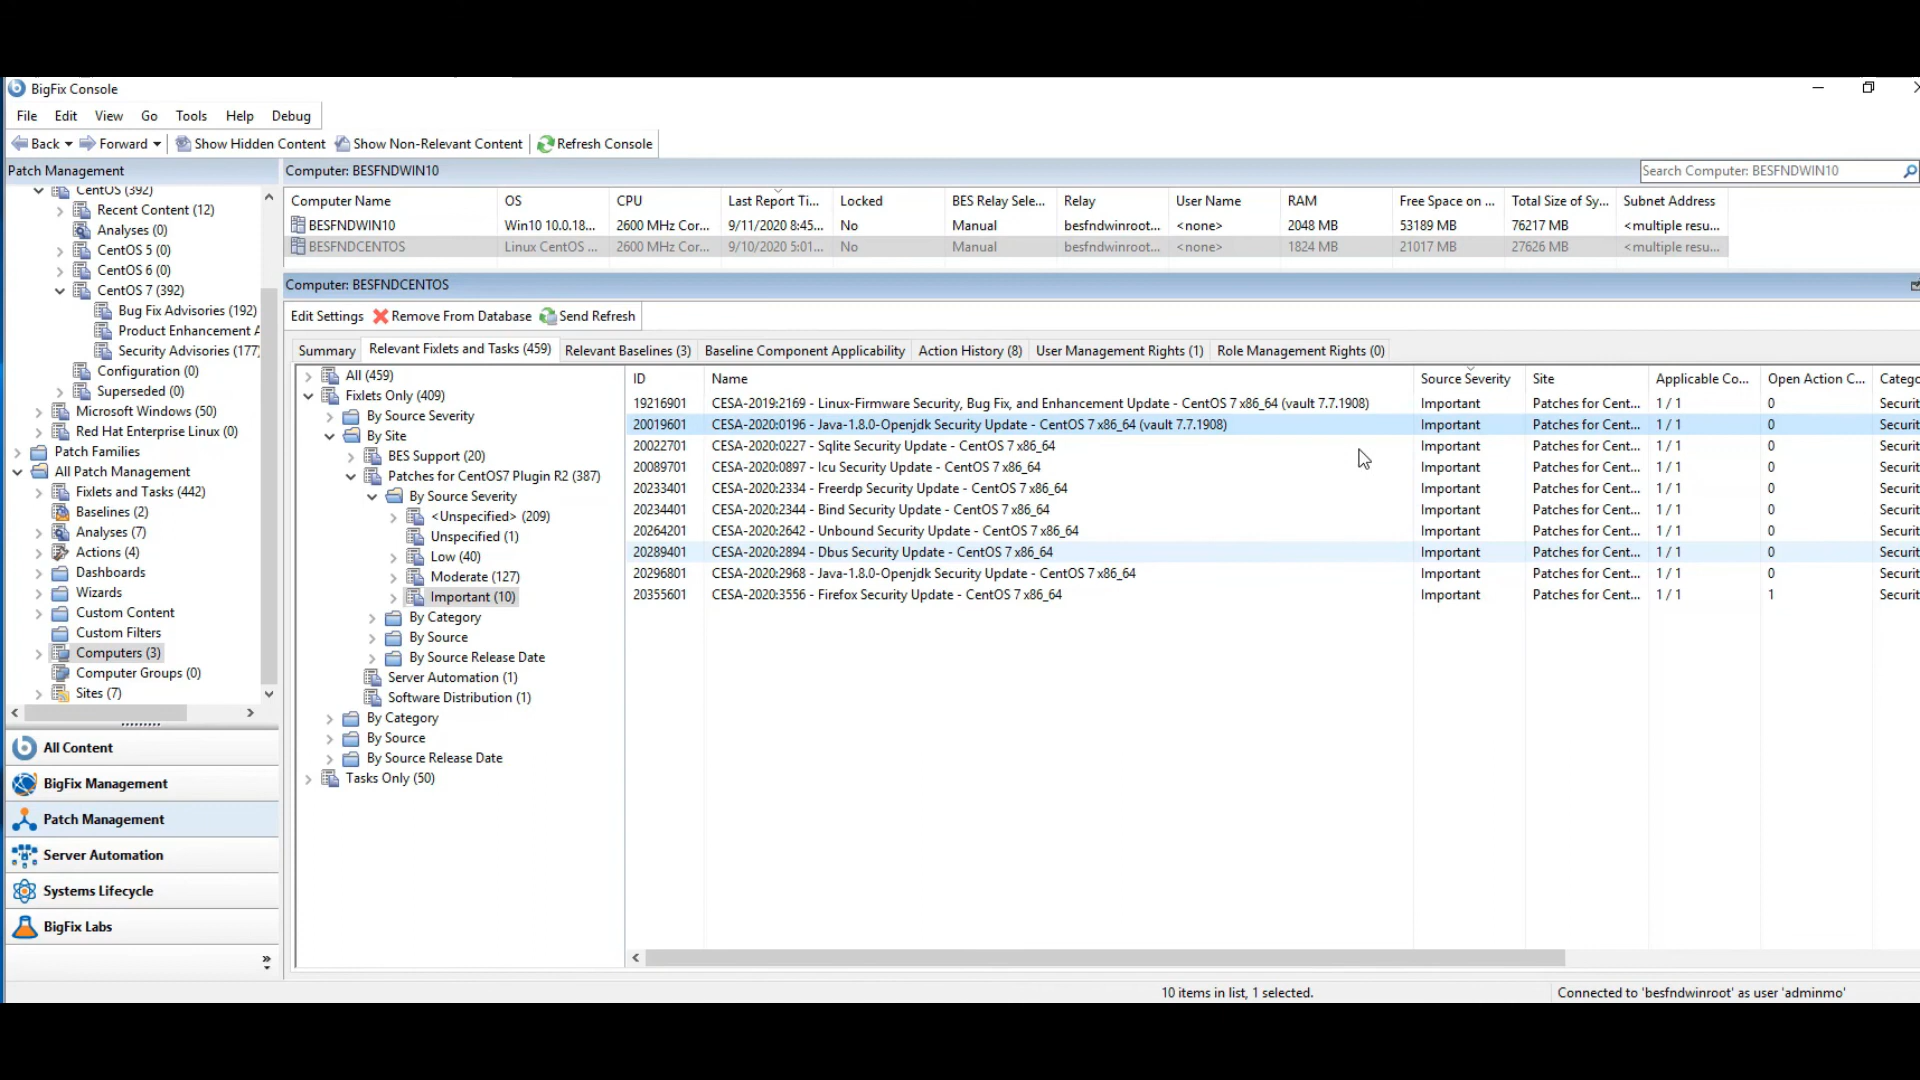 BigFix Console
File Edit View Go Tools Help Debug
Back Forward Show Hidden Content Show Non-Relevant Content Refresh Console
Patch Management
CentOS (392)
Recent Content (12)
Analyses (0)
CentOS 5 (0)
CentOS 6 (0)
CentOS 7 (392)
Bug Fix Advisories (192)
Product Enhancement A
Security Advisories (177)
Configuration (0)
Superseded (0)
Microsoft Windows (50)
Red Hat Enterprise Linux (0)
Patch Families
All Patch Management
Fixlets and Tasks (442)
Baselines (2)
Analyses (7)
Actions (4)
Dashboards
Wizards
Custom Content
Custom Filters
Computers (3)
Computer Groups (0)
Sites (7)
All Content
BigFix Management
Patch Management
Server Automation
Systems Lifecycle
BigFix Labs
Computer: BESFNDWIN10 Search Computer: BESFNDWIN10
Computer Name OS CPU Last Report Ti... Locked BES Relay Sele... Relay User Name RAM Free Space on ... Total Size of Sy... Subnet Address
BESFNDWIN10 Win10 10.0.18... 2600 MHz Cor... 9/11/2020 8:45... No Manual besfndwinroot... <none> 2048 MB 53189 MB 76217 MB <multiple resu...
BESFNDCENTOS Linux CentOS ... 2600 MHz Cor... 9/10/2020 5:01... No Manual besfndwinroot... <none> 1824 MB 21017 MB 27626 MB <multiple resu...
Computer: BESFNDCENTOS
Edit Settings Remove From Database Send Refresh
Summary Relevant Fixlets and Tasks (459) Relevant Baselines (3) Baseline Component Applicability Action History (8) User Management Rights (1) Role Management Rights (0)
All (459)
Fixlets Only (409)
By Source Severity
By Site
BES Support (20)
Patches for CentOS7 Plugin R2 (387)
By Source Severity
<Unspecified> (209)
Unspecified (1)
Low (40)
Moderate (127)
Important (10)
By Category
By Source
By Source Release Date
Server Automation (1)
Software Distribution (1)
By Category
By Source
By Source Release Date
Tasks Only (50)
ID Name Source Severity Site Applicable Co... Open Action C... Catego
19216901 CESA-2019:2169 - Linux-Firmware Security, Bug Fix, and Enhancement Update - CentOS 7 x86_64 (vault 7.7.1908) Important Patches for Cent... 1 / 1 0 Securit
20019601 CESA-2020:0196 - Java-1.8.0-Openjdk Security Update - CentOS 7 x86_64 (vault 7.7.1908) Important Patches for Cent... 1 / 1 0 Securit
20022701 CESA-2020:0227 - Sqlite Security Update - CentOS 7 x86_64 Important Patches for Cent... 1 / 1 0 Securit
20089701 CESA-2020:0897 - Icu Security Update - CentOS 7 x86_64 Important Patches for Cent... 1 / 1 0 Securit
20233401 CESA-2020:2334 - Freerdp Security Update - CentOS 7 x86_64 Important Patches for Cent... 1 / 1 0 Securit
20234401 CESA-2020:2344 - Bind Security Update - CentOS 7 x86_64 Important Patches for Cent... 1 / 1 0 Securit
20264201 CESA-2020:2642 - Unbound Security Update - CentOS 7 x86_64 Important Patches for Cent... 1 / 1 0 Securit
20289401 CESA-2020:2894 - Dbus Security Update - CentOS 7 x86_64 Important Patches for Cent... 1 / 1 0 Securit
20296801 CESA-2020:2968 - Java-1.8.0-Openjdk Security Update - CentOS 7 x86_64 Important Patches for Cent... 1 / 1 0 Securit
20355601 CESA-2020:3556 - Firefox Security Update - CentOS 7 x86_64 Important Patches for Cent... 1 / 1 1 Securit
10 items in list, 1 selected. Connected to 'besfndwinroot' as user 'adminmo'